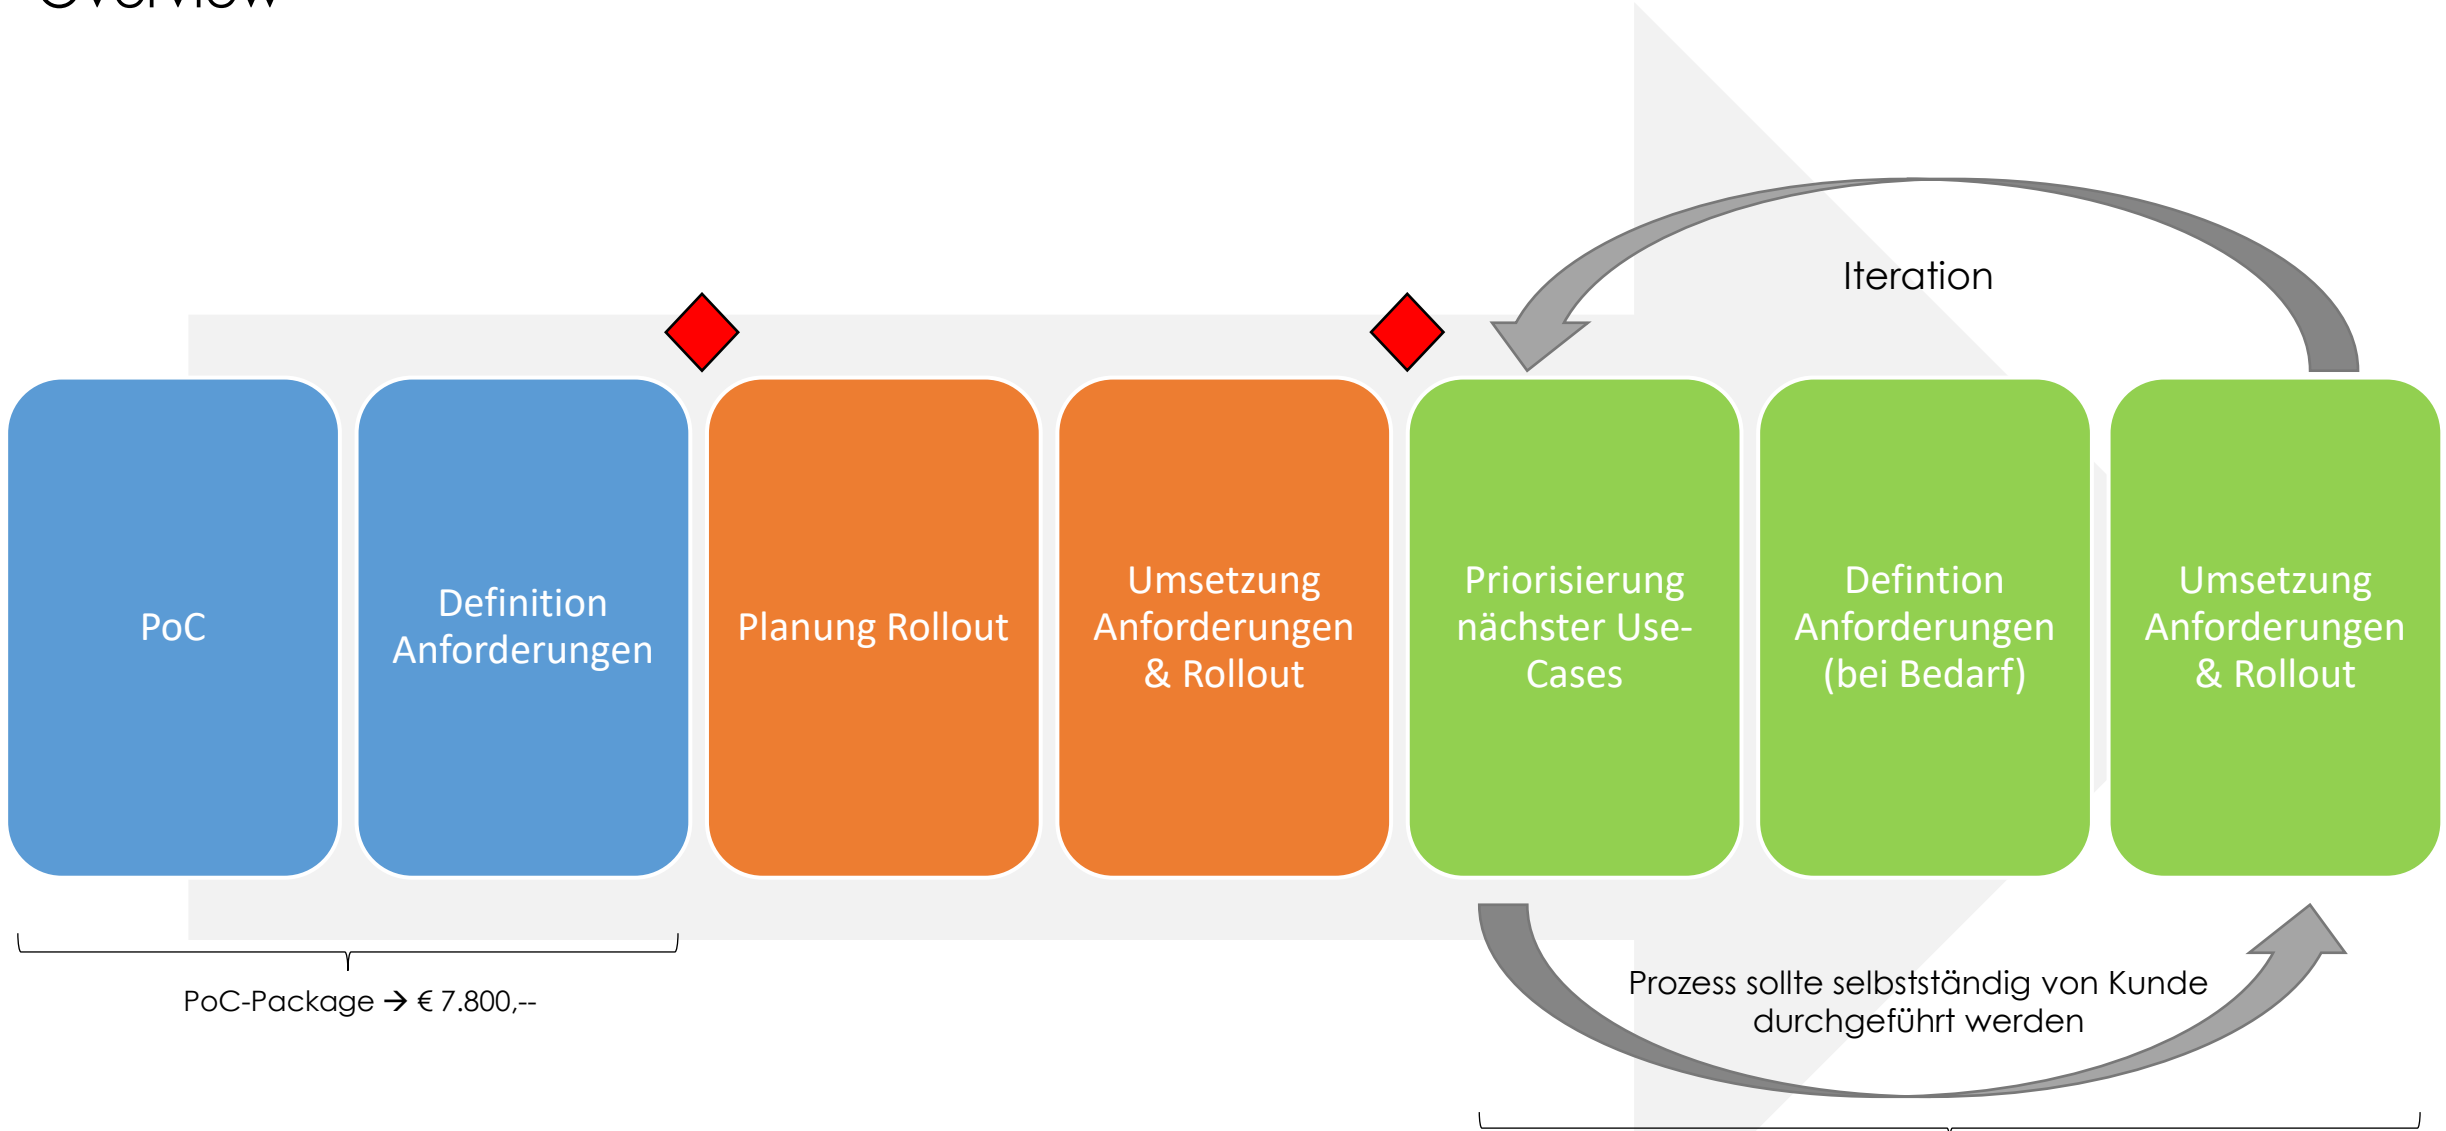 Overview
Iteration
PoC
Definition
Anforderungen
Planung Rollout
Umsetzung
Anforderungen
& Rollout
Priorisierung
nächster Use-
Cases
Defintion
Anforderungen
(bei Bedarf)
Umsetzung
Anforderungen
& Rollout
PoC-Package → € 7.800,--
Prozess sollte selbstständig von Kunde
durchgeführt werden